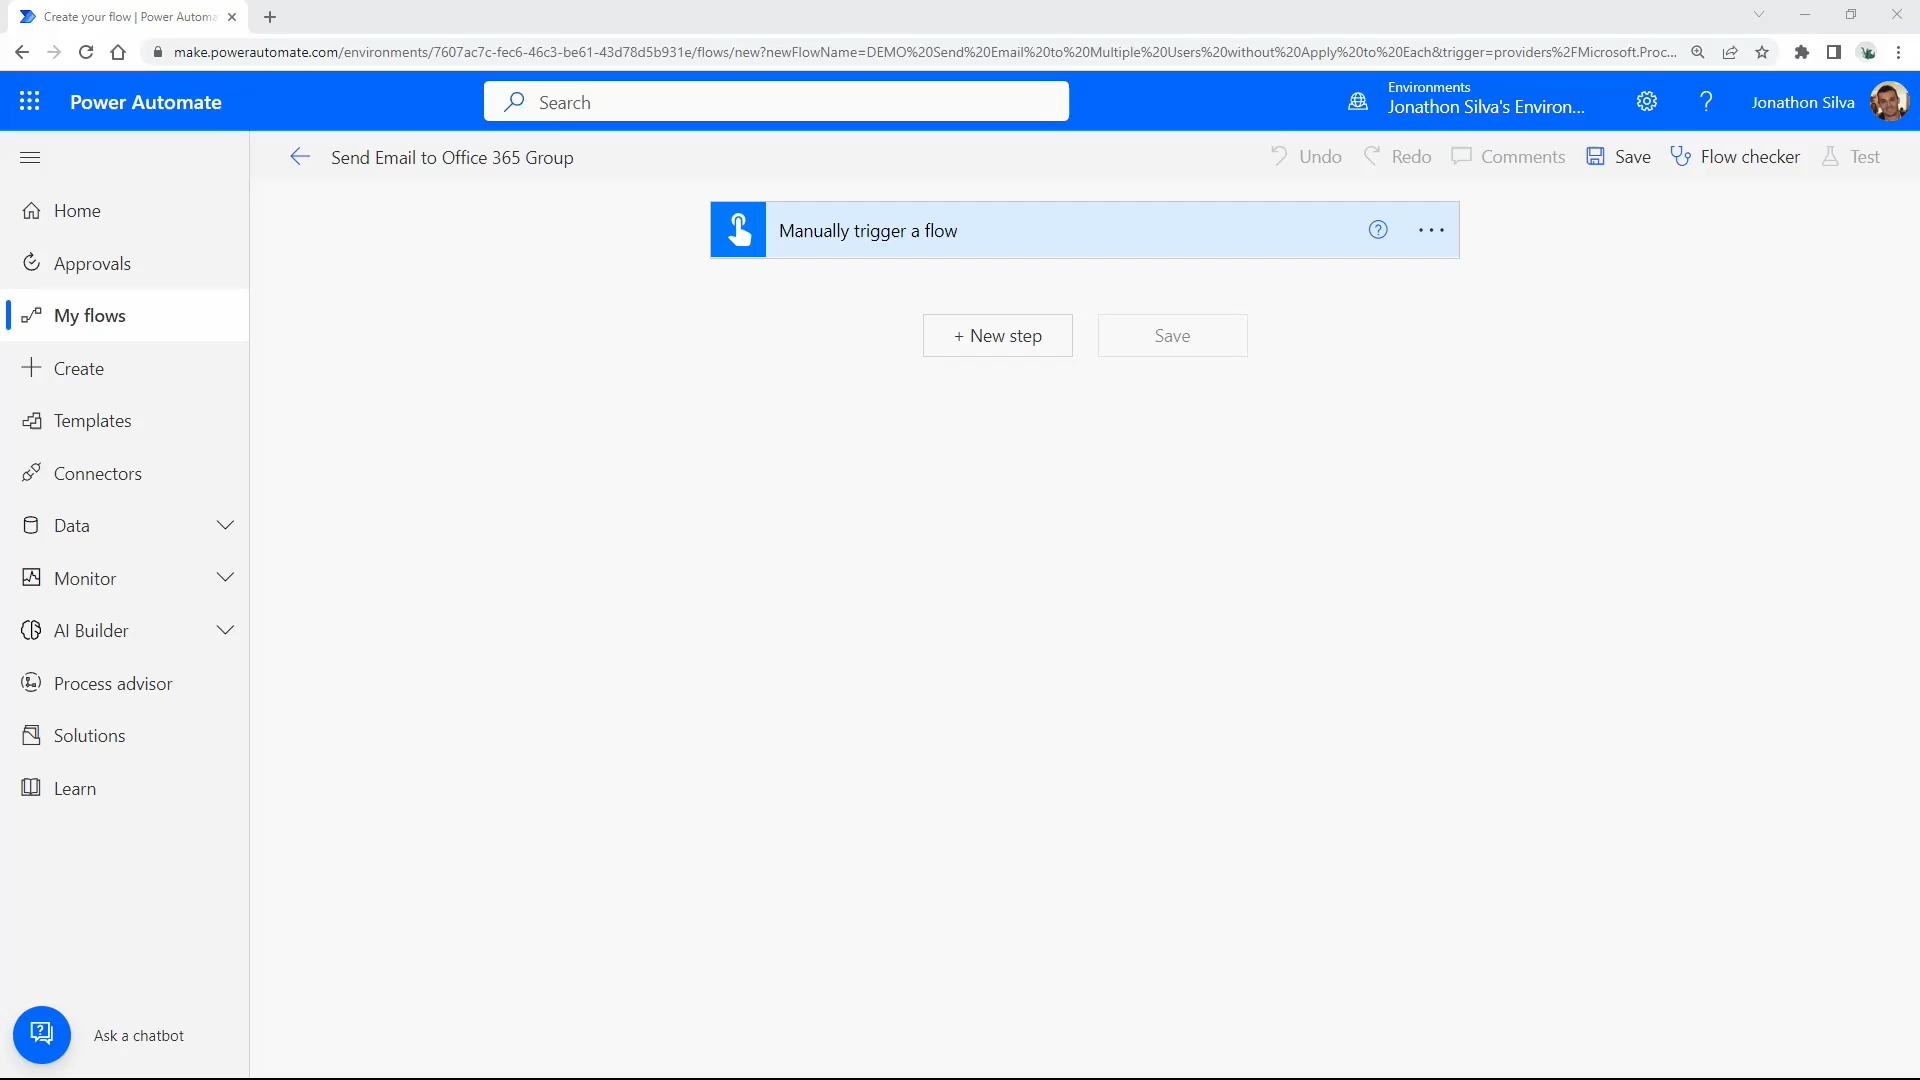 Create your flow | Power Automa
make.powerautomate.com/environments/7607ac7c-fec6-46c3-be61-43d78d5b931e/flows/new?newFlowName=DEMO%20Send%20Email%20to%20Multiple%20Users%20without%20Apply%20to%20Each&trigger=providers%2FMicrosoft.Proc...
Power Automate
Search
Environments
Jonathon Silva's Environ...
Jonathon Silva
Send Email to Office 365 Group
Undo
Redo
Comments
Save
Flow checker
Test
Home
Approvals
My flows
Create
Templates
Connectors
Data
Monitor
AI Builder
Process advisor
Solutions
Learn
Manually trigger a flow
+ New step
Save
Ask a chatbot